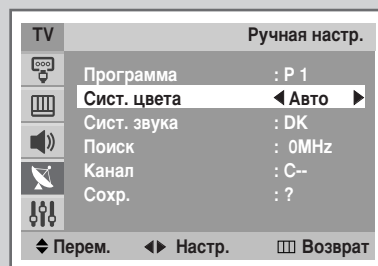 TV Ручная настр.
Программа : P 1
Сист. цвета ◀ Авто ▶
Сист. звука : DK
Поиск : 0MHz
Канал : C--
Сохр. : ?
Перем. Настр. Возврат